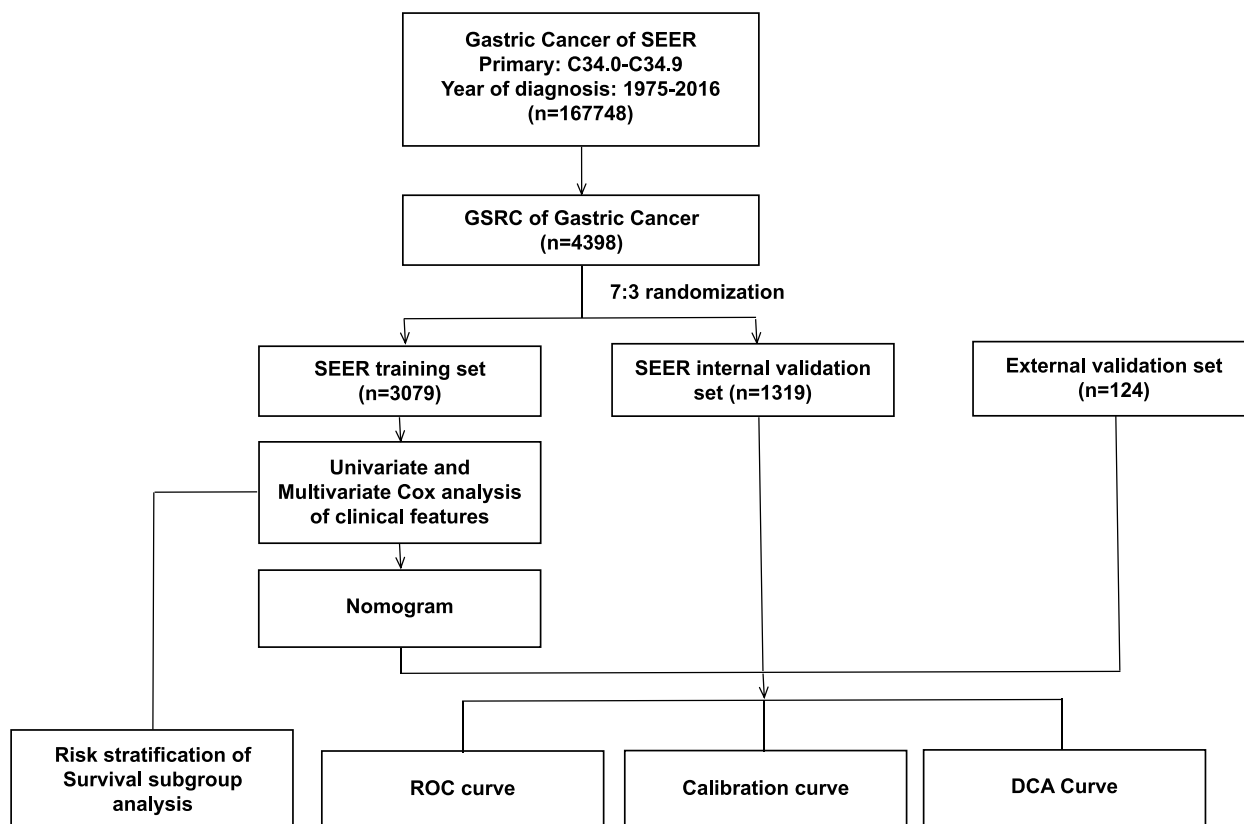 Gastric Cancer of SEER
Primary: C34.0-C34.9
Year of diagnosis: 1975-2016
(n=167748)
GSRC of Gastric Cancer
(n=4398)
7:3 randomization
SEER training set
(n=3079)
SEER internal validation
set (n=1319)
External validation set
(n=124)
Univariate and
Multivariate Cox analysis
of clinical features
Nomogram
Risk stratification of
Survival subgroup
analysis
ROC curve
Calibration curve
DCA Curve